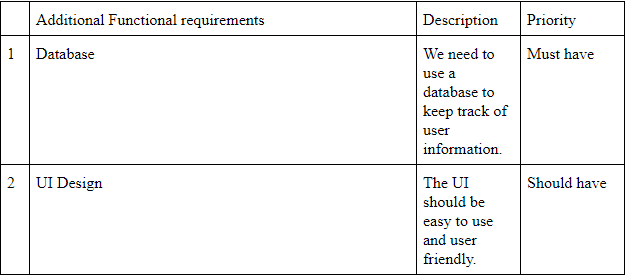 Additional Functional requirements Description Priority
1 Database We need to Must have
use a
database to
keep track of
user
information.
2 UI Design The UI Should have
should be
easy to use
and user
friendly.